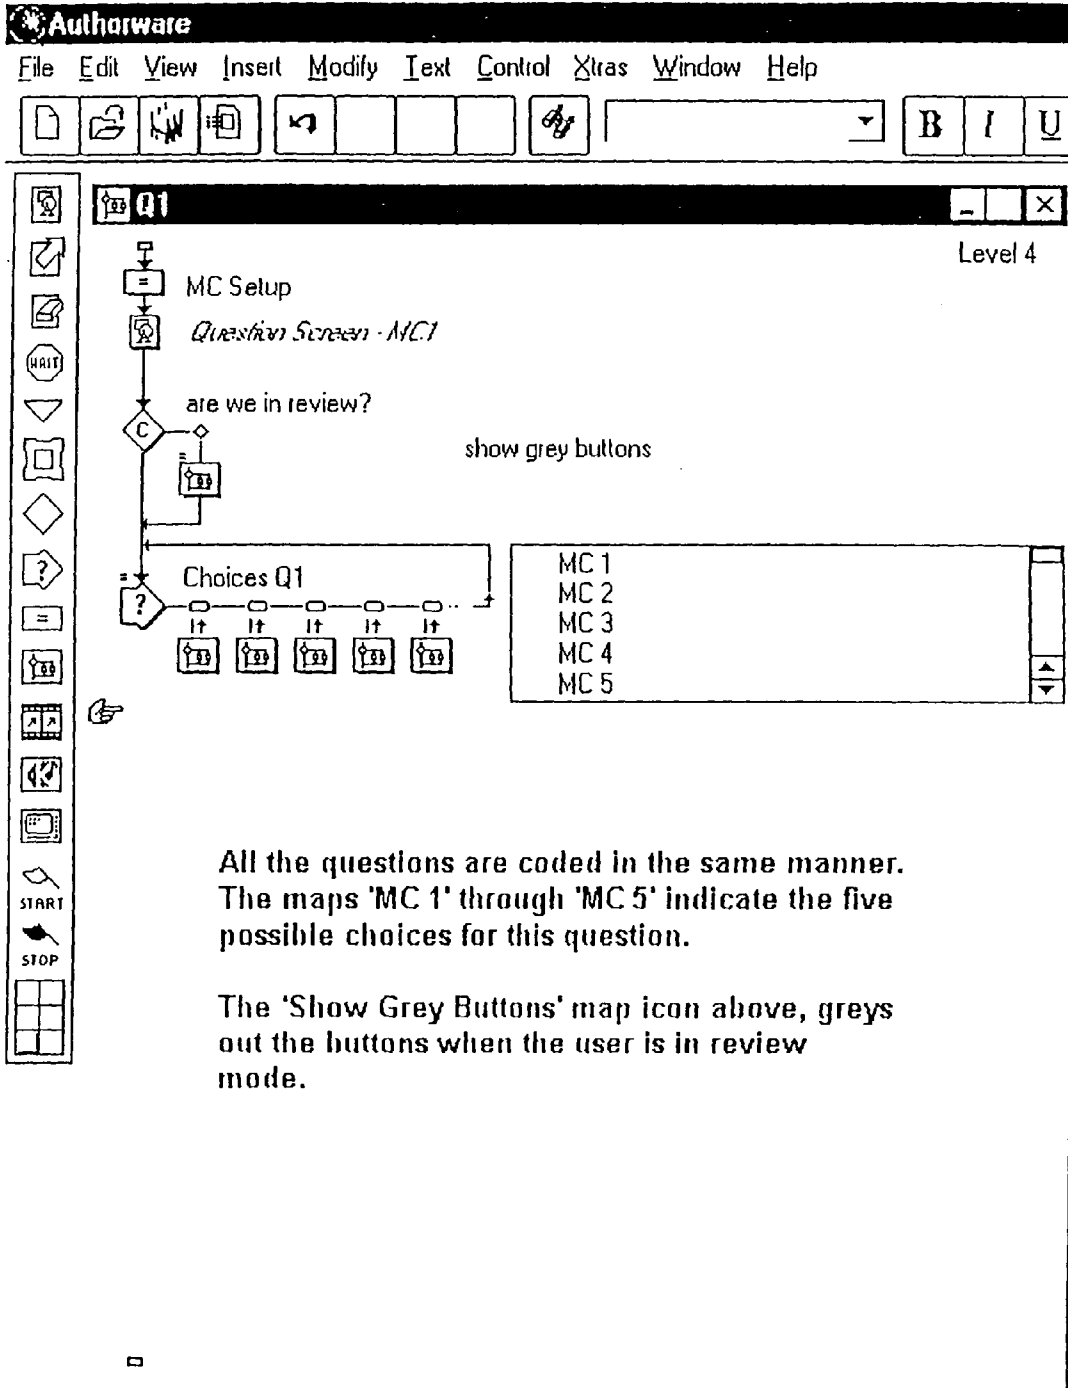 Authorware
File Edit View Insert Modify Text Control Xtras Window Help
B I U
Q1
Level 4
= MC Setup
Question Screen - MC1
WAIT
are we in review?
C
show grey buttons
=
? = Choices Q1
?
MC 1
MC 2
MC 3
MC 4
MC 5
=
START
STOP
All the questions are coded in the same manner.
The maps 'MC 1' through 'MC 5' indicate the five
possible choices for this question.
The 'Show Grey Buttons' map icon above, greys
out the buttons when the user is in review
mode.